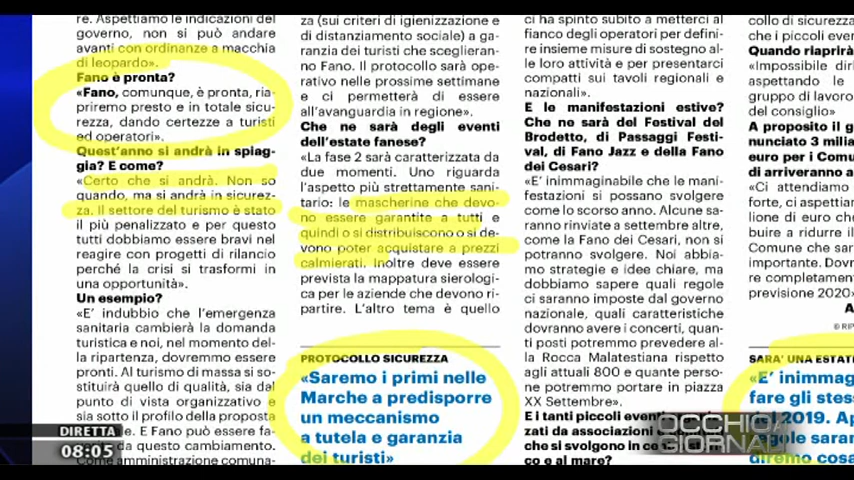 re. Aspettiamo le indicazioni del
governo, non si può andare
avanti con ordinanze a macchia
di leopardo».
Fano è pronta?
«Fano, comunque, è pronta, ria-
priremo presto e in totale sicu-
rezza, dando certezze a turisti
ed operatori».
Quest'anno si andrà in spiag-
gia? E come?
«Certo che si andrà. Non so
quando, ma si andrà in sicurez-
za. Il settore del turismo è stato
il più penalizzato e per questo
tutti dobbiamo essere bravi nel
reagire con progetti di rilancio
perché la crisi si trasformi in
una opportunità».
Un esempio?
«E' indubbio che l'emergenza
sanitaria cambierà la domanda
turistica e noi, nel momento del-
la ripartenza, dovremmo essere
pronti. Al turismo di massa si so-
stituirà quello di qualità, sia dal
punto di vista organizzativo e
sia sotto il profilo della proposta
E Fano può essere fa-
da questo cambiamento.
Come amministrazione comuna-
za (sui criteri di igienizzazione e
di distanziamento sociale) a ga-
ranzia dei turisti che sceglieran-
no Fano. Il protocollo sarà ope-
rativo nelle prossime settimane
e ci permetterà di essere
all'avanguardia in regione».
Che ne sarà degli eventi
dell'estate fanese?
«La fase 2 sarà caratterizzata da
due momenti. Uno riguarda
l'aspetto più strettamente sani-
tario: le mascherine che devo-
no essere garantite a tutti e
quindi o si distribuiscono o si de-
vono poter acquistare a prezzi
calmierati. Inoltre deve essere
prevista la mappatura sierologi-
ca per le aziende che devono ri-
partire. L'altro tema è quello
PROTOCOLLO SICUREZZA
«Saremo i primi nelle
Marche a predisporre
un meccanismo
a tutela e garanzia
dei turisti»
ci ha spinto subito a metterci al
fianco degli operatori per defini-
re insieme misure di sostegno al-
le loro attività e per presentarci
compatti sui tavoli regionali e
nazionali».
E le manifestazioni estive?
Che ne sarà del Festival del
Brodetto, di Passaggi Festi-
val, di Fano Jazz e della Fano
dei Cesari?
«E' inimmaginabile che le mani-
festazioni si possano svolgere
come lo scorso anno. Alcune sa-
ranno rinviate a settembre altre,
come la Fano dei Cesari, non si
potranno svolgere. Noi abbia-
mo strategie e idee chiare, ma
dobbiamo sapere quali regole
ci saranno imposte dal governo
nazionale, quali caratteristiche
dovranno avere i concerti, quan-
ti posti potremmo prevedere al-
la Rocca Malatestiana rispetto
agli attuali 800 e quante perso-
ne potremmo portare in piazza
XX Settembre».
E i tanti piccoli eventi
zati da associazioni
che si svolgono in
co e al mare?
collo di sicurezza
che i piccoli even
Quando riaprirà
«Impossibile dirl
aspettando le
gruppo di lavoro
del consiglio»
A proposito il g
nunciato 3 milia
euro per i Comu
di arriveranno a
«Ci attendiamo
forte, ci aspettiam
lione di euro che
buire a ridurre il
Comune che sar
importante. Dov
re completament
previsione 2020»
A
© RIP
SARA' UNA ESTATE
«E' inimmag
fare gli stess
l 2019. Ap
gole saran
diremo cosa
DIRETTA
08:05
OCCHIO
GIORNALI